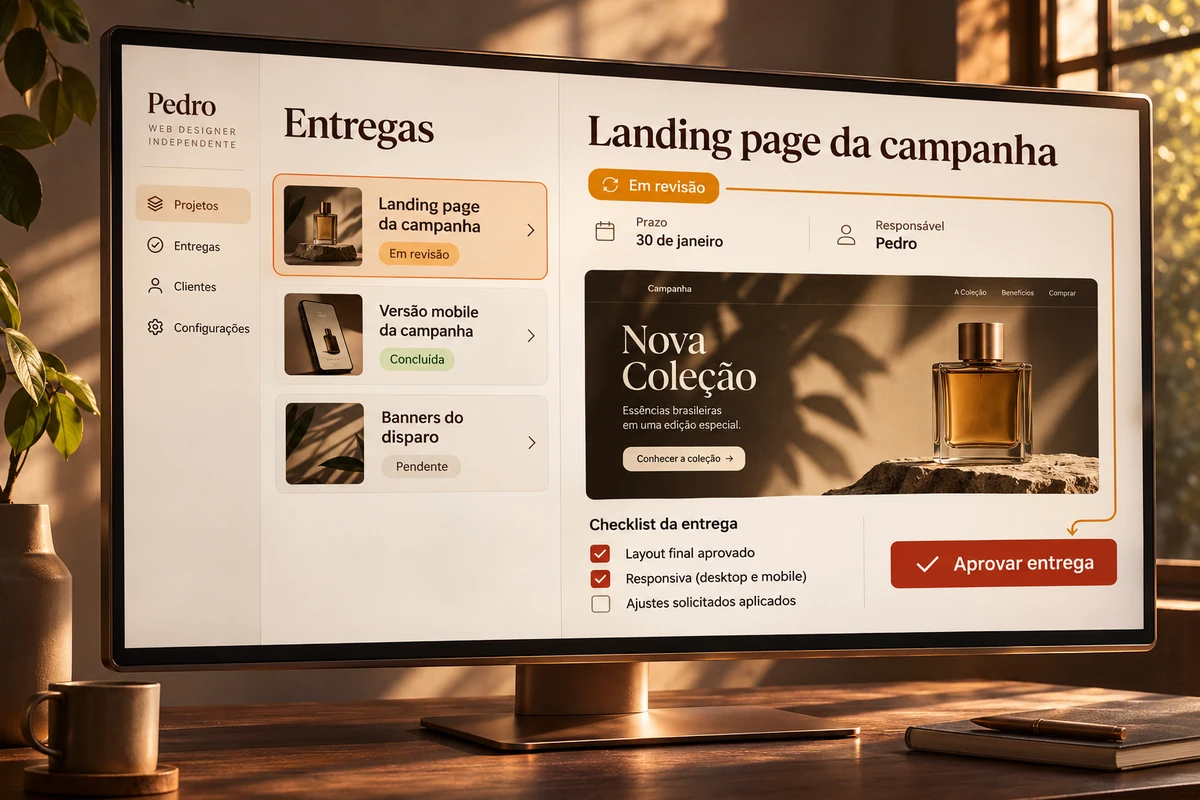 Pedro
WEB DESIGNER
INDEPENDENTE
Projetos
Entregas
Clientes
Configurações
Entregas
Landing page
da campanha
Em revisão
Versão mobile
da campanha
Concluída
Banners do
disparo
Pendente
Landing page da campanha
Em revisão
Prazo
30 de janeiro
Responsável
Pedro
Campanha
A Coleção
Benefícios
Comprar
Nova
Coleção
Essências brasileiras
em uma edição especial.
Conhecer a coleção →
Checklist da entrega
Layout final aprovado
Responsiva (desktop e mobile)
Ajustes solicitados aplicados
Aprovar entrega